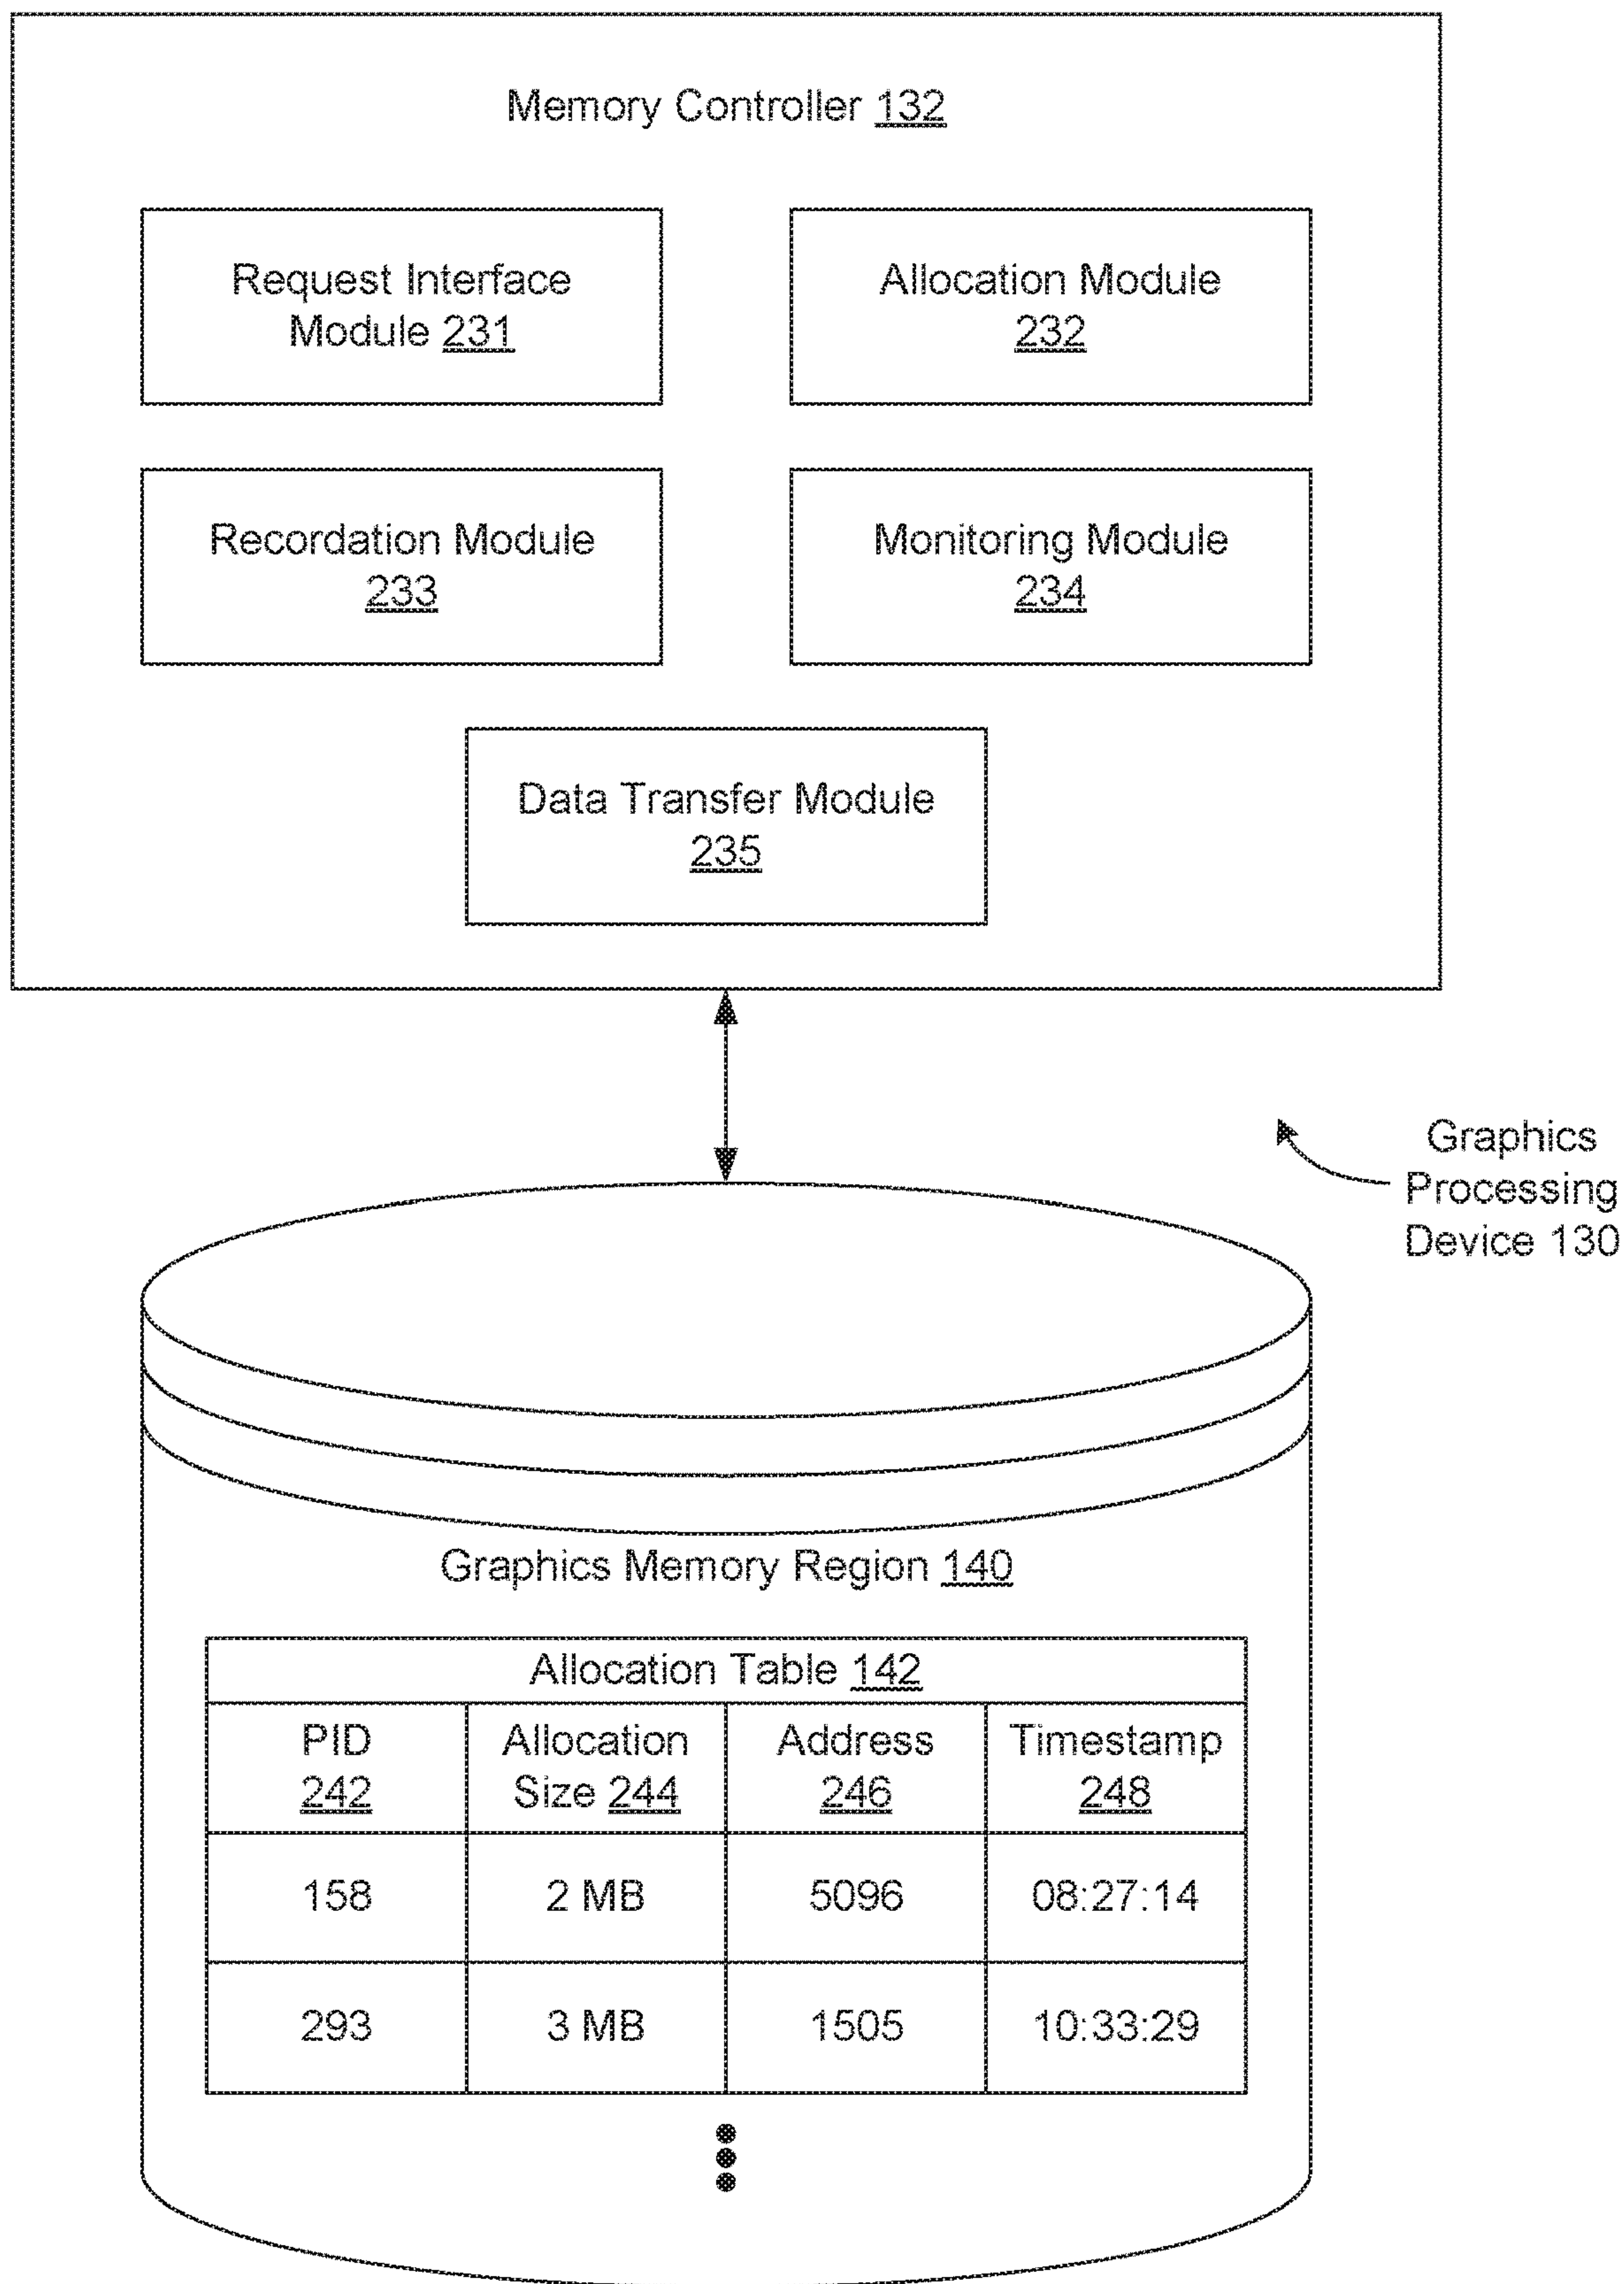 Memory Controller 132
Request Interface
Module 231
Allocation Module
232
Recordation Module
233
Monitoring Module
234
Data Transfer Module
235
Graphics
Processing
Device 130
Graphics Memory Region 140
Allocation Table 142
PID
242
Allocation
Size 244
Address
246
Timestamp
248
158
2 MB
5096
08:27:14
293
3 MB
1505
10:33:29